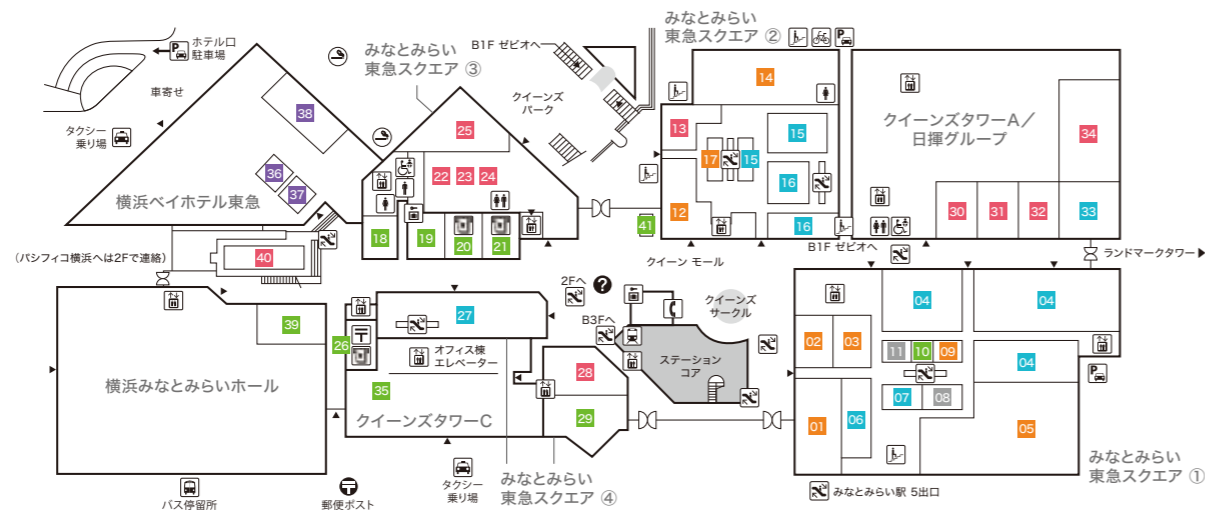 ホテル口
駐車場
車寄せ
タクシー
乗り場
38
36
37
横浜ベイホテル東急
みなとみらい
東急スクエア ③
25
22 23 24
18
19
20
21
B1F ゼビオへ
クイーンズ
パーク
みなとみらい
東急スクエア ②
14
13
15
17
15
16
12
16
41
クイーンズタワーA／
日揮グループ
34
30
31
32
33
B1F ゼビオへ
クイーン モール
ランドマークタワー
(パシフィコ横浜へは2Fで連絡)
40
39
横浜みなとみらいホール
26
27
オフィス棟
エレベーター
35
クイーンズタワーC
28
29
2Fへ
?
B3Fへ
クイーンズ
サークル
ステーション
コア
04
04
02
03
11
10
09
04
07
08
01
06
05
みなとみらい
東急スクエア ①
みなとみらい駅 5出口
みなとみらい
東急スクエア ④
タクシー
乗り場
バス停留所
郵便ポスト